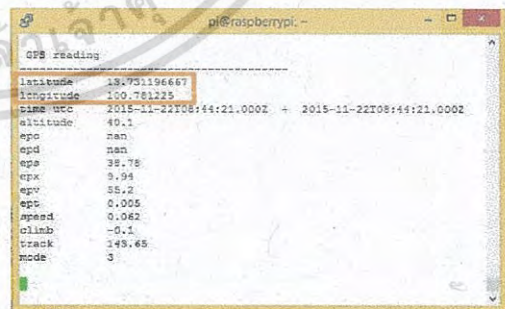 pi@raspberrypi: ~
GPS reading
----------------------------------------
latitude 13.731196667
longitude 100.781225
time utc 2015-11-22T08:44:21.000Z + 2015-11-22T08:44:21.000Z
altitude 40.1
epc nan
epd nan
eps 38.78
epx 9.94
epv 55.2
ept 0.005
speed 0.062
climb -0.1
track 143.65
mode 3